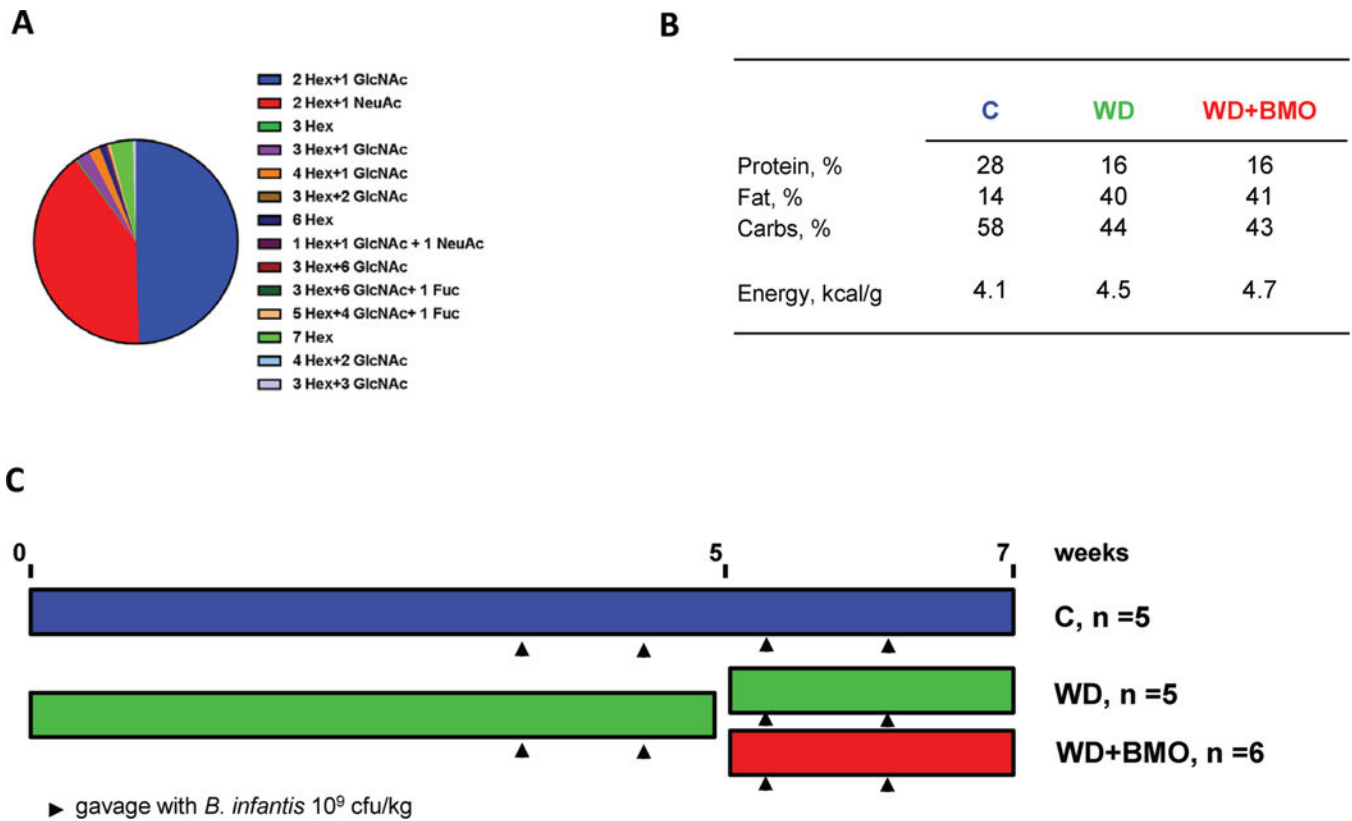 A
2 Hex+1 GlcNAc
2 Hex+1 NeuAc
3 Hex
3 Hex+1 GlcNAc
4 Hex+1 GlcNAc
3 Hex+2 GlcNAc
6 Hex
1 Hex+1 GlcNAc + 1 NeuAc
3 Hex+6 GlcNAc
3 Hex+6 GlcNAc+ 1 Fuc
5 Hex+4 GlcNAc+ 1 Fuc
7 Hex
4 Hex+2 GlcNAc
3 Hex+3 GlcNAc
B
C WD WD+BMO
Protein, % 28 16 16
Fat, % 14 40 41
Carbs, % 58 44 43
Energy, kcal/g 4.1 4.5 4.7
C
0 5 7 weeks
C, n =5
WD, n =5
WD+BMO, n =6
► gavage with B. infantis 10⁹ cfu/kg